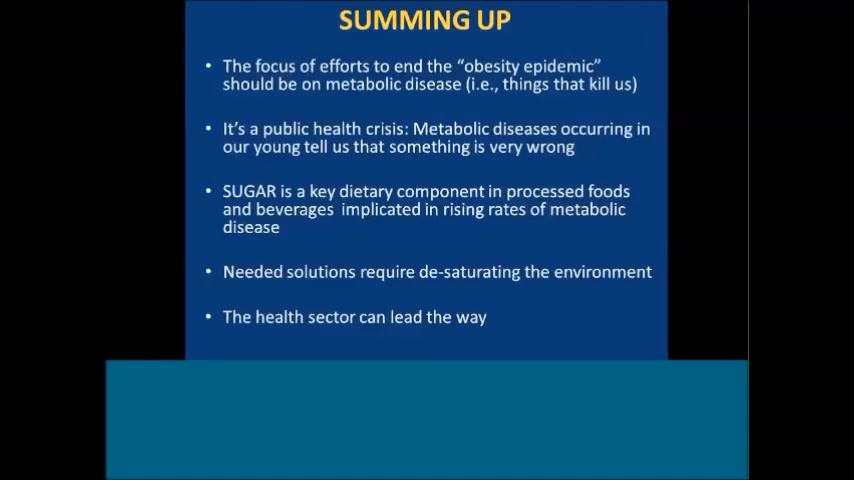 SUMMING UP
• The focus of efforts to end the “obesity epidemic”
should be on metabolic disease (i.e., things that kill us)
• It’s a public health crisis: Metabolic diseases occurring in
our young tell us that something is very wrong
• SUGAR is a key dietary component in processed foods
and beverages implicated in rising rates of metabolic
disease
• Needed solutions require de-saturating the environment
• The health sector can lead the way